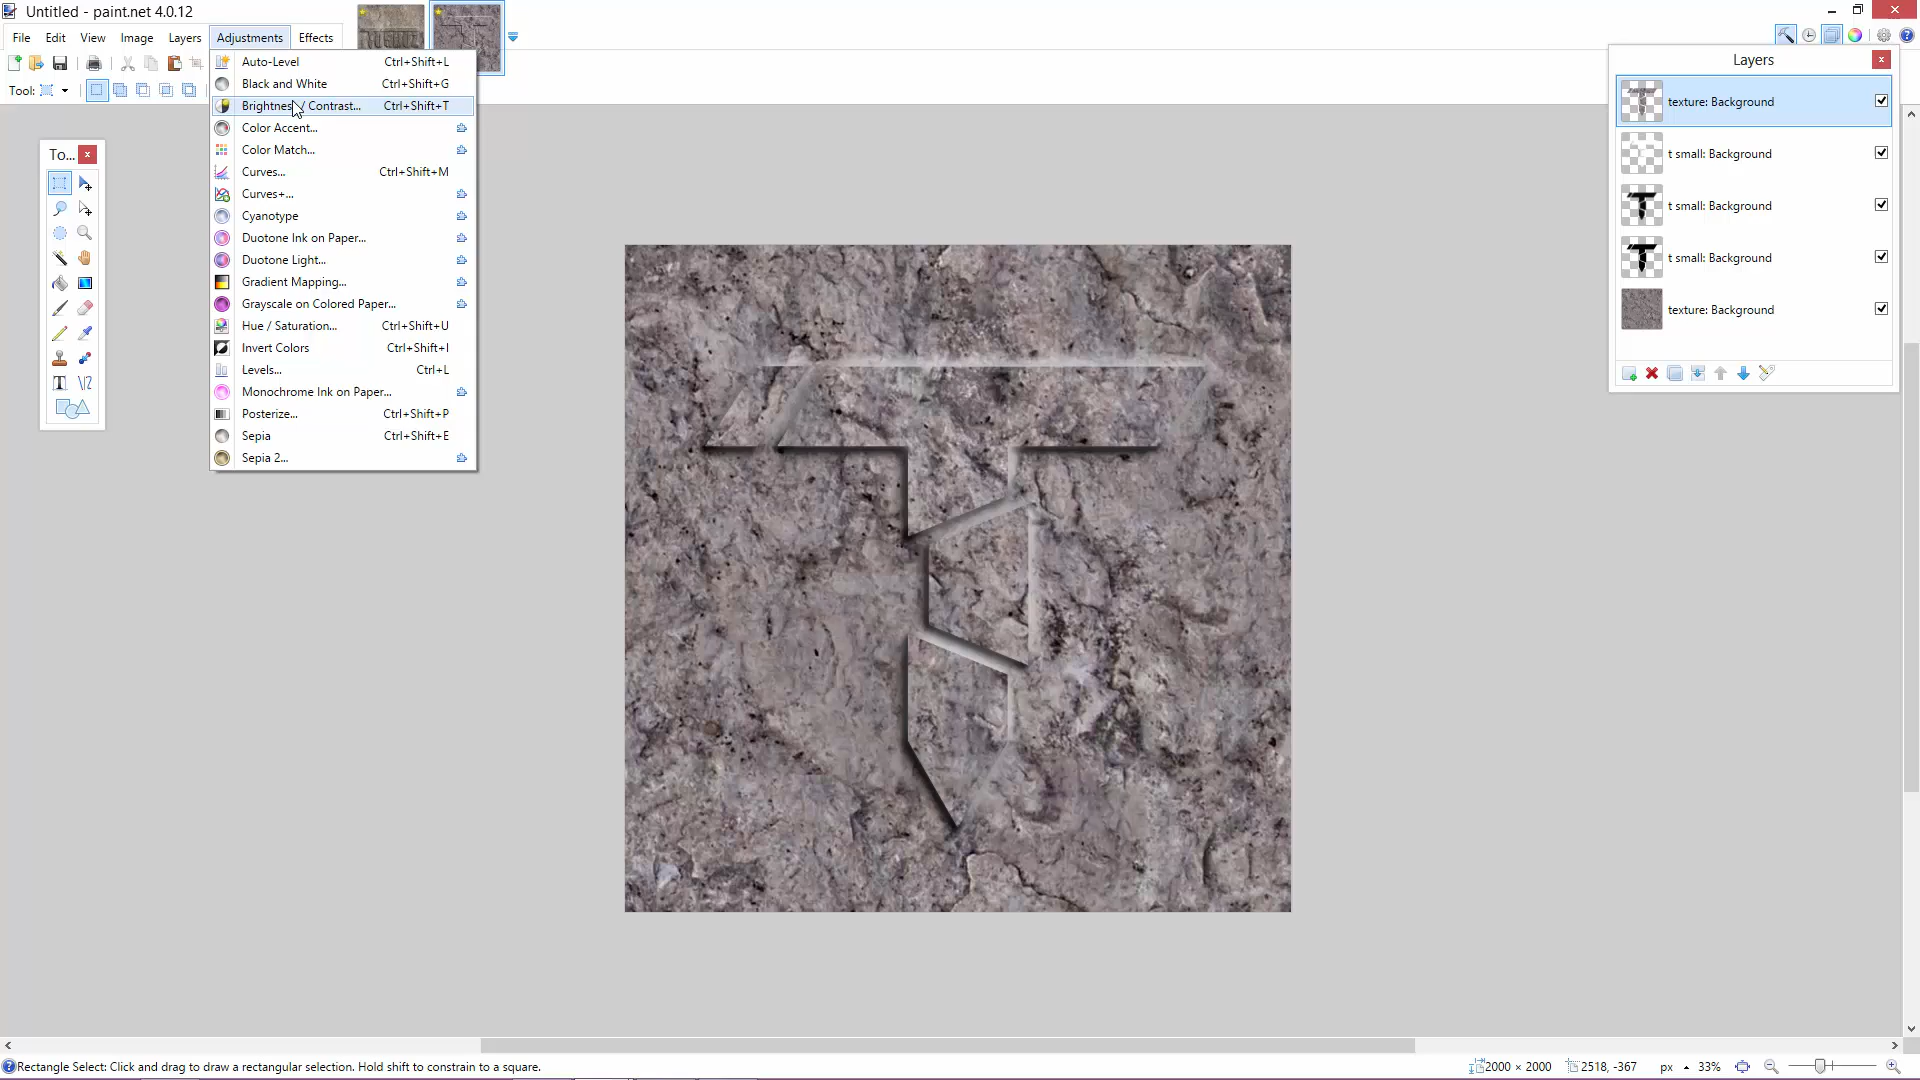 Untitled - paint.net 4.0.12
File Edit View Image Layers Adjustments Effects
Tool:
Auto-Level Ctrl+Shift+L
Black and White Ctrl+Shift+G
Brightness / Contrast... Ctrl+Shift+T
Color Accent...
Color Match...
Curves... Ctrl+Shift+M
Curves+...
Cyanotype
Duotone Ink on Paper...
Duotone Light...
Gradient Mapping...
Grayscale on Colored Paper...
Hue / Saturation... Ctrl+Shift+U
Invert Colors Ctrl+Shift+I
Levels... Ctrl+L
Monochrome Ink on Paper...
Posterize... Ctrl+Shift+P
Sepia Ctrl+Shift+E
Sepia 2...
To...
Layers
texture: Background
t small: Background
t small: Background
t small: Background
texture: Background
T
Rectangle Select: Click and drag to draw a rectangular selection. Hold shift to constrain to a square.
2000 × 2000 2518, -367 px 33%